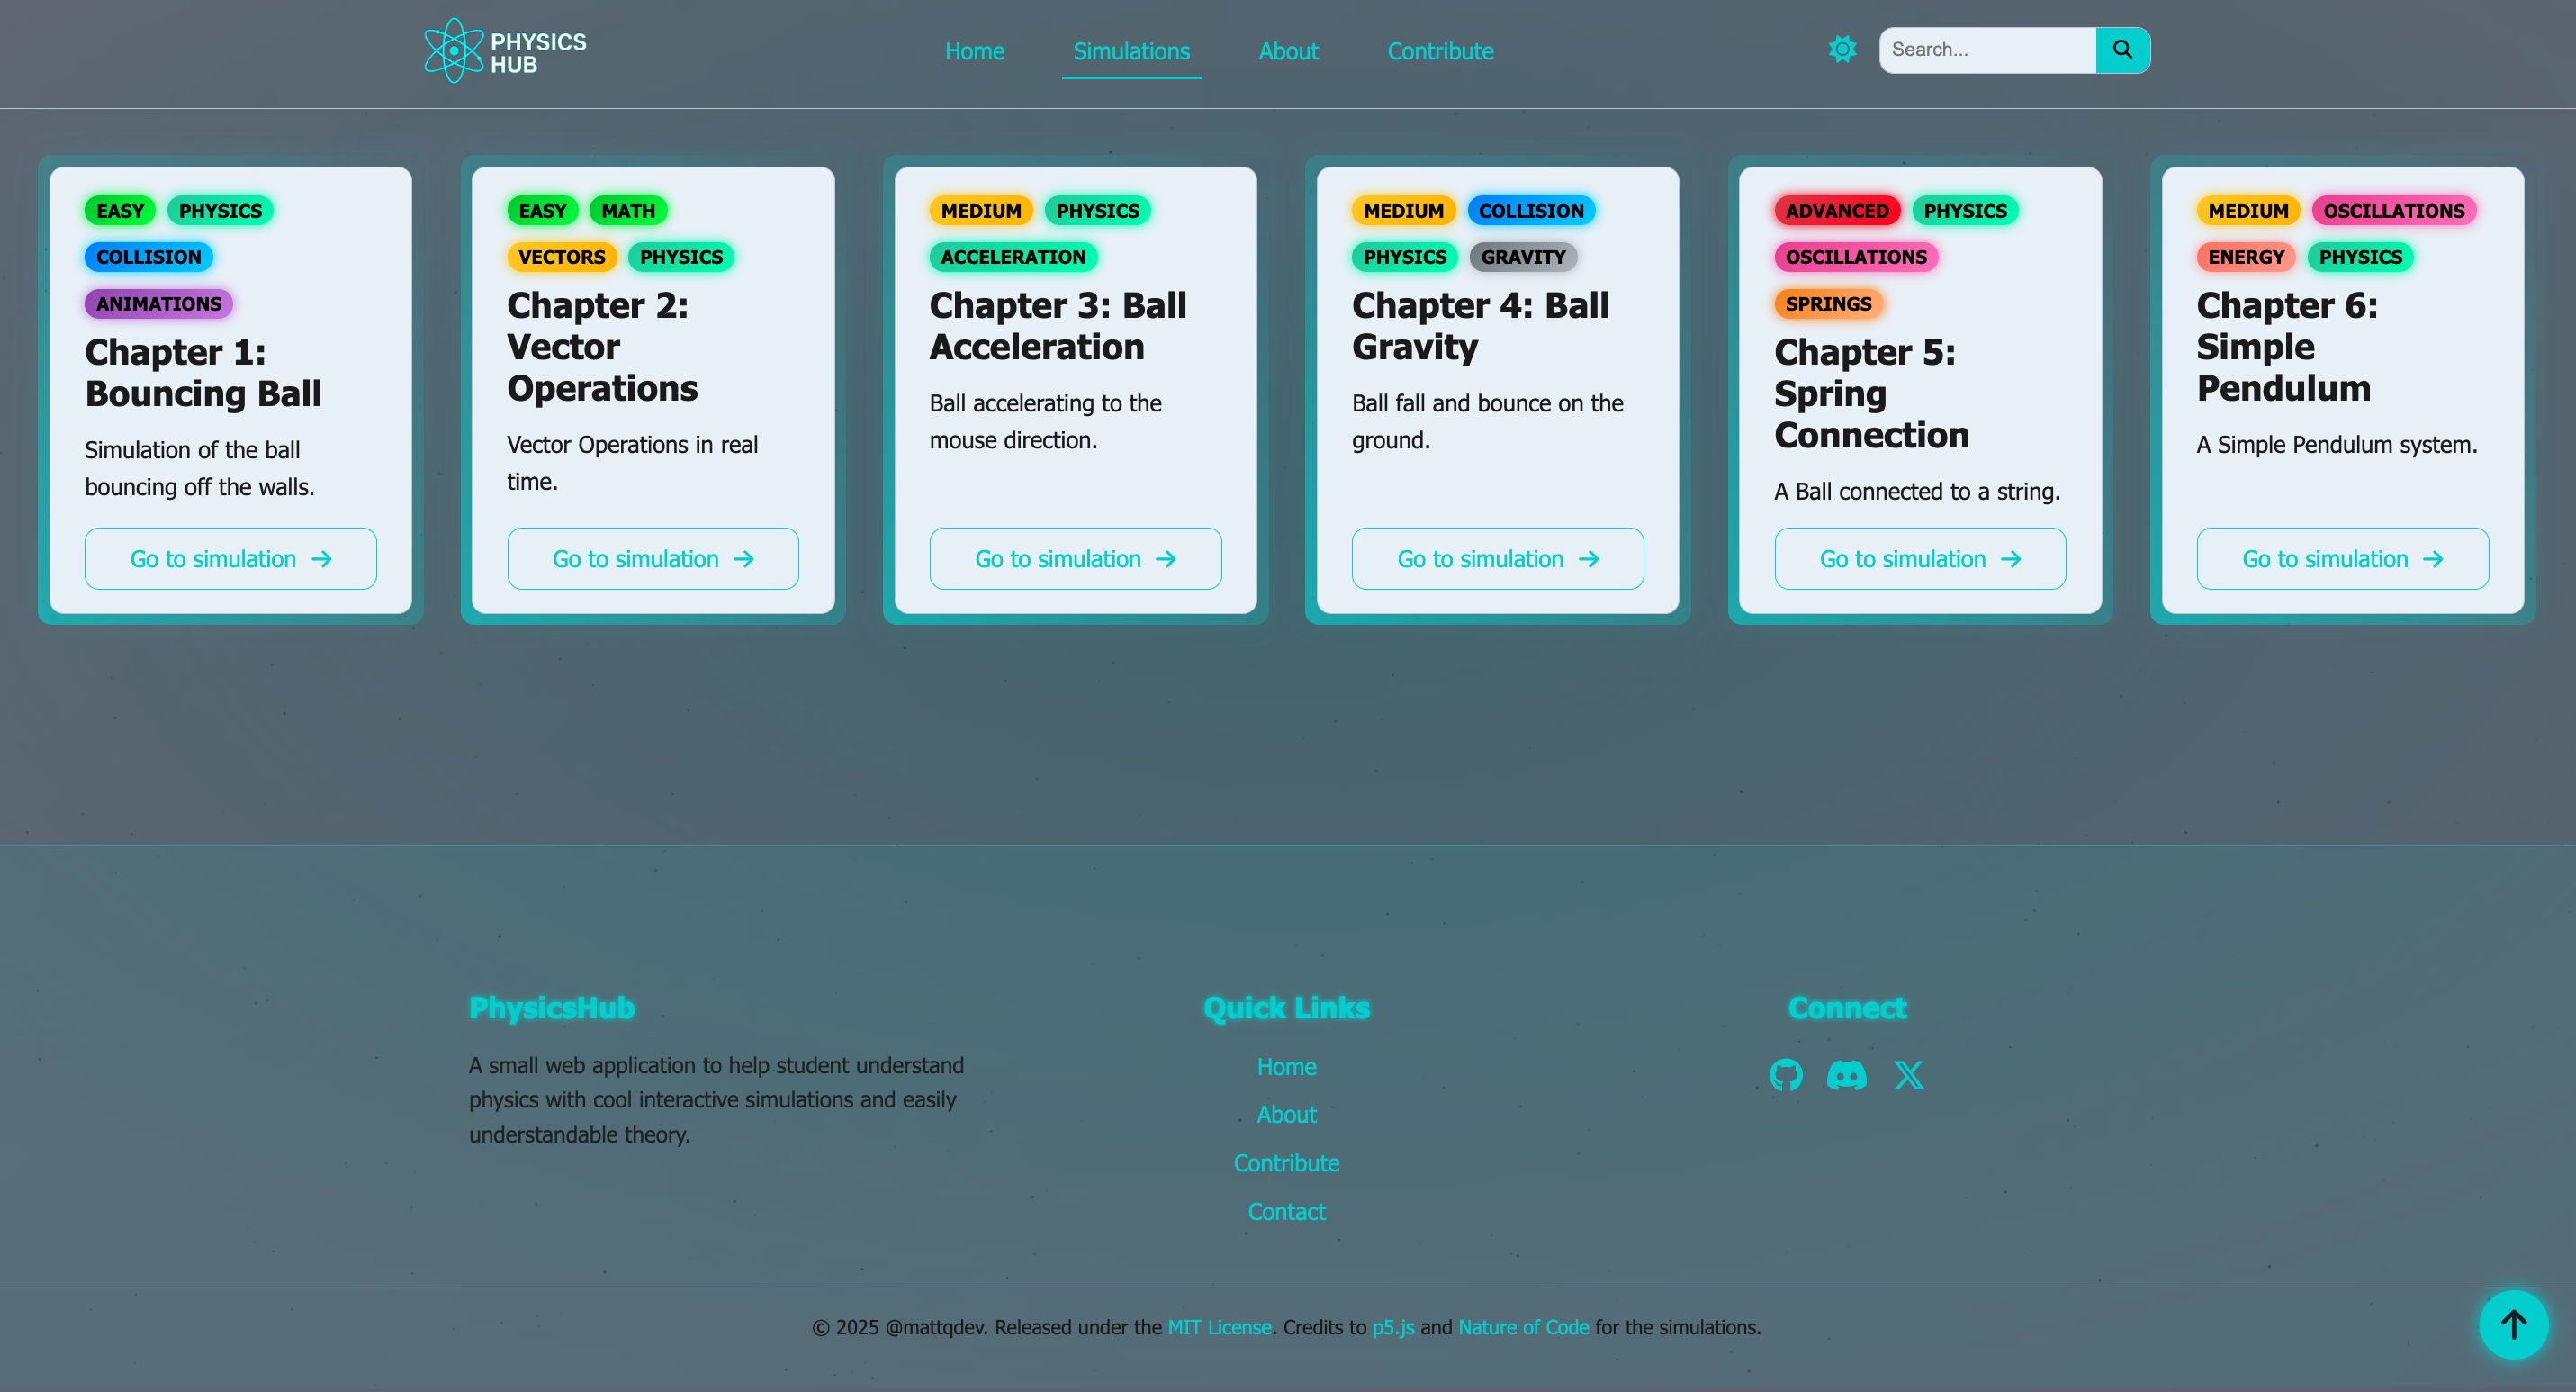 PHYSICS
HUB
Home
Simulations
About
Contribute
Search...
EASY PHYSICS
COLLISION
ANIMATIONS
Chapter 1:
Bouncing Ball
Simulation of the ball
bouncing off the walls.
Go to simulation
EASY MATH
VECTORS PHYSICS
Chapter 2:
Vector
Operations
Vector Operations in real
time.
Go to simulation
MEDIUM PHYSICS
ACCELERATION
Chapter 3: Ball
Acceleration
Ball accelerating to the
mouse direction.
Go to simulation
MEDIUM COLLISION
PHYSICS GRAVITY
Chapter 4: Ball
Gravity
Ball fall and bounce on the
ground.
Go to simulation
ADVANCED PHYSICS
OSCILLATIONS
SPRINGS
Chapter 5:
Spring
Connection
A Ball connected to a string.
Go to simulation
MEDIUM OSCILLATIONS
ENERGY PHYSICS
Chapter 6:
Simple
Pendulum
A Simple Pendulum system.
Go to simulation
PhysicsHub
A small web application to help student understand
physics with cool interactive simulations and easily
understandable theory.
Quick Links
Home
About
Contribute
Contact
Connect
© 2025 @mattqdev. Released under the MIT License. Credits to p5.js and Nature of Code for the simulations.